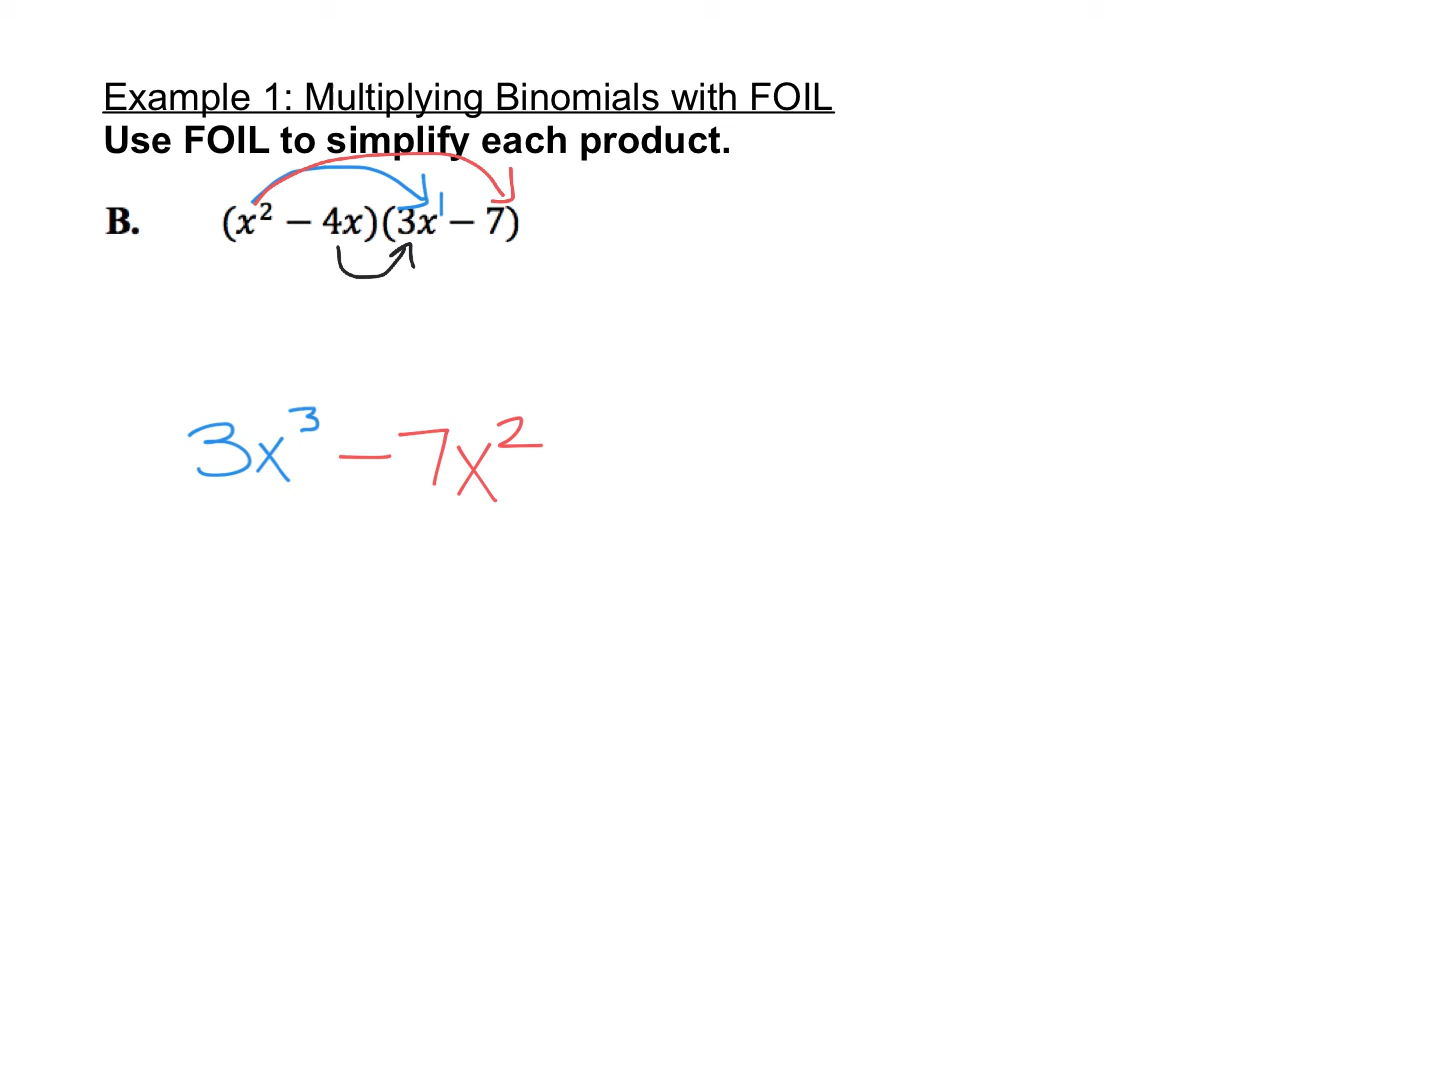 Example 1: Multiplying Binomials with FOIL
Use FOIL to simplify each product.
B. (x² − 4x)(3x¹ − 7)
3x³ − 7x²